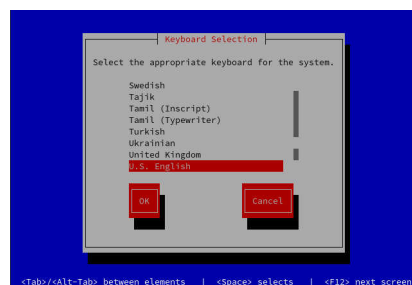 Keyboard Selection
Select the appropriate keyboard for the system.
Swedish
Tajik
Tamil (Inscript)
Tamil (Typewriter)
Turkish
Ukrainian
United Kingdom
U.S. English
OK Cancel
<Tab>/<Alt-Tab> between elements | <Space> selects | <F12> next screen